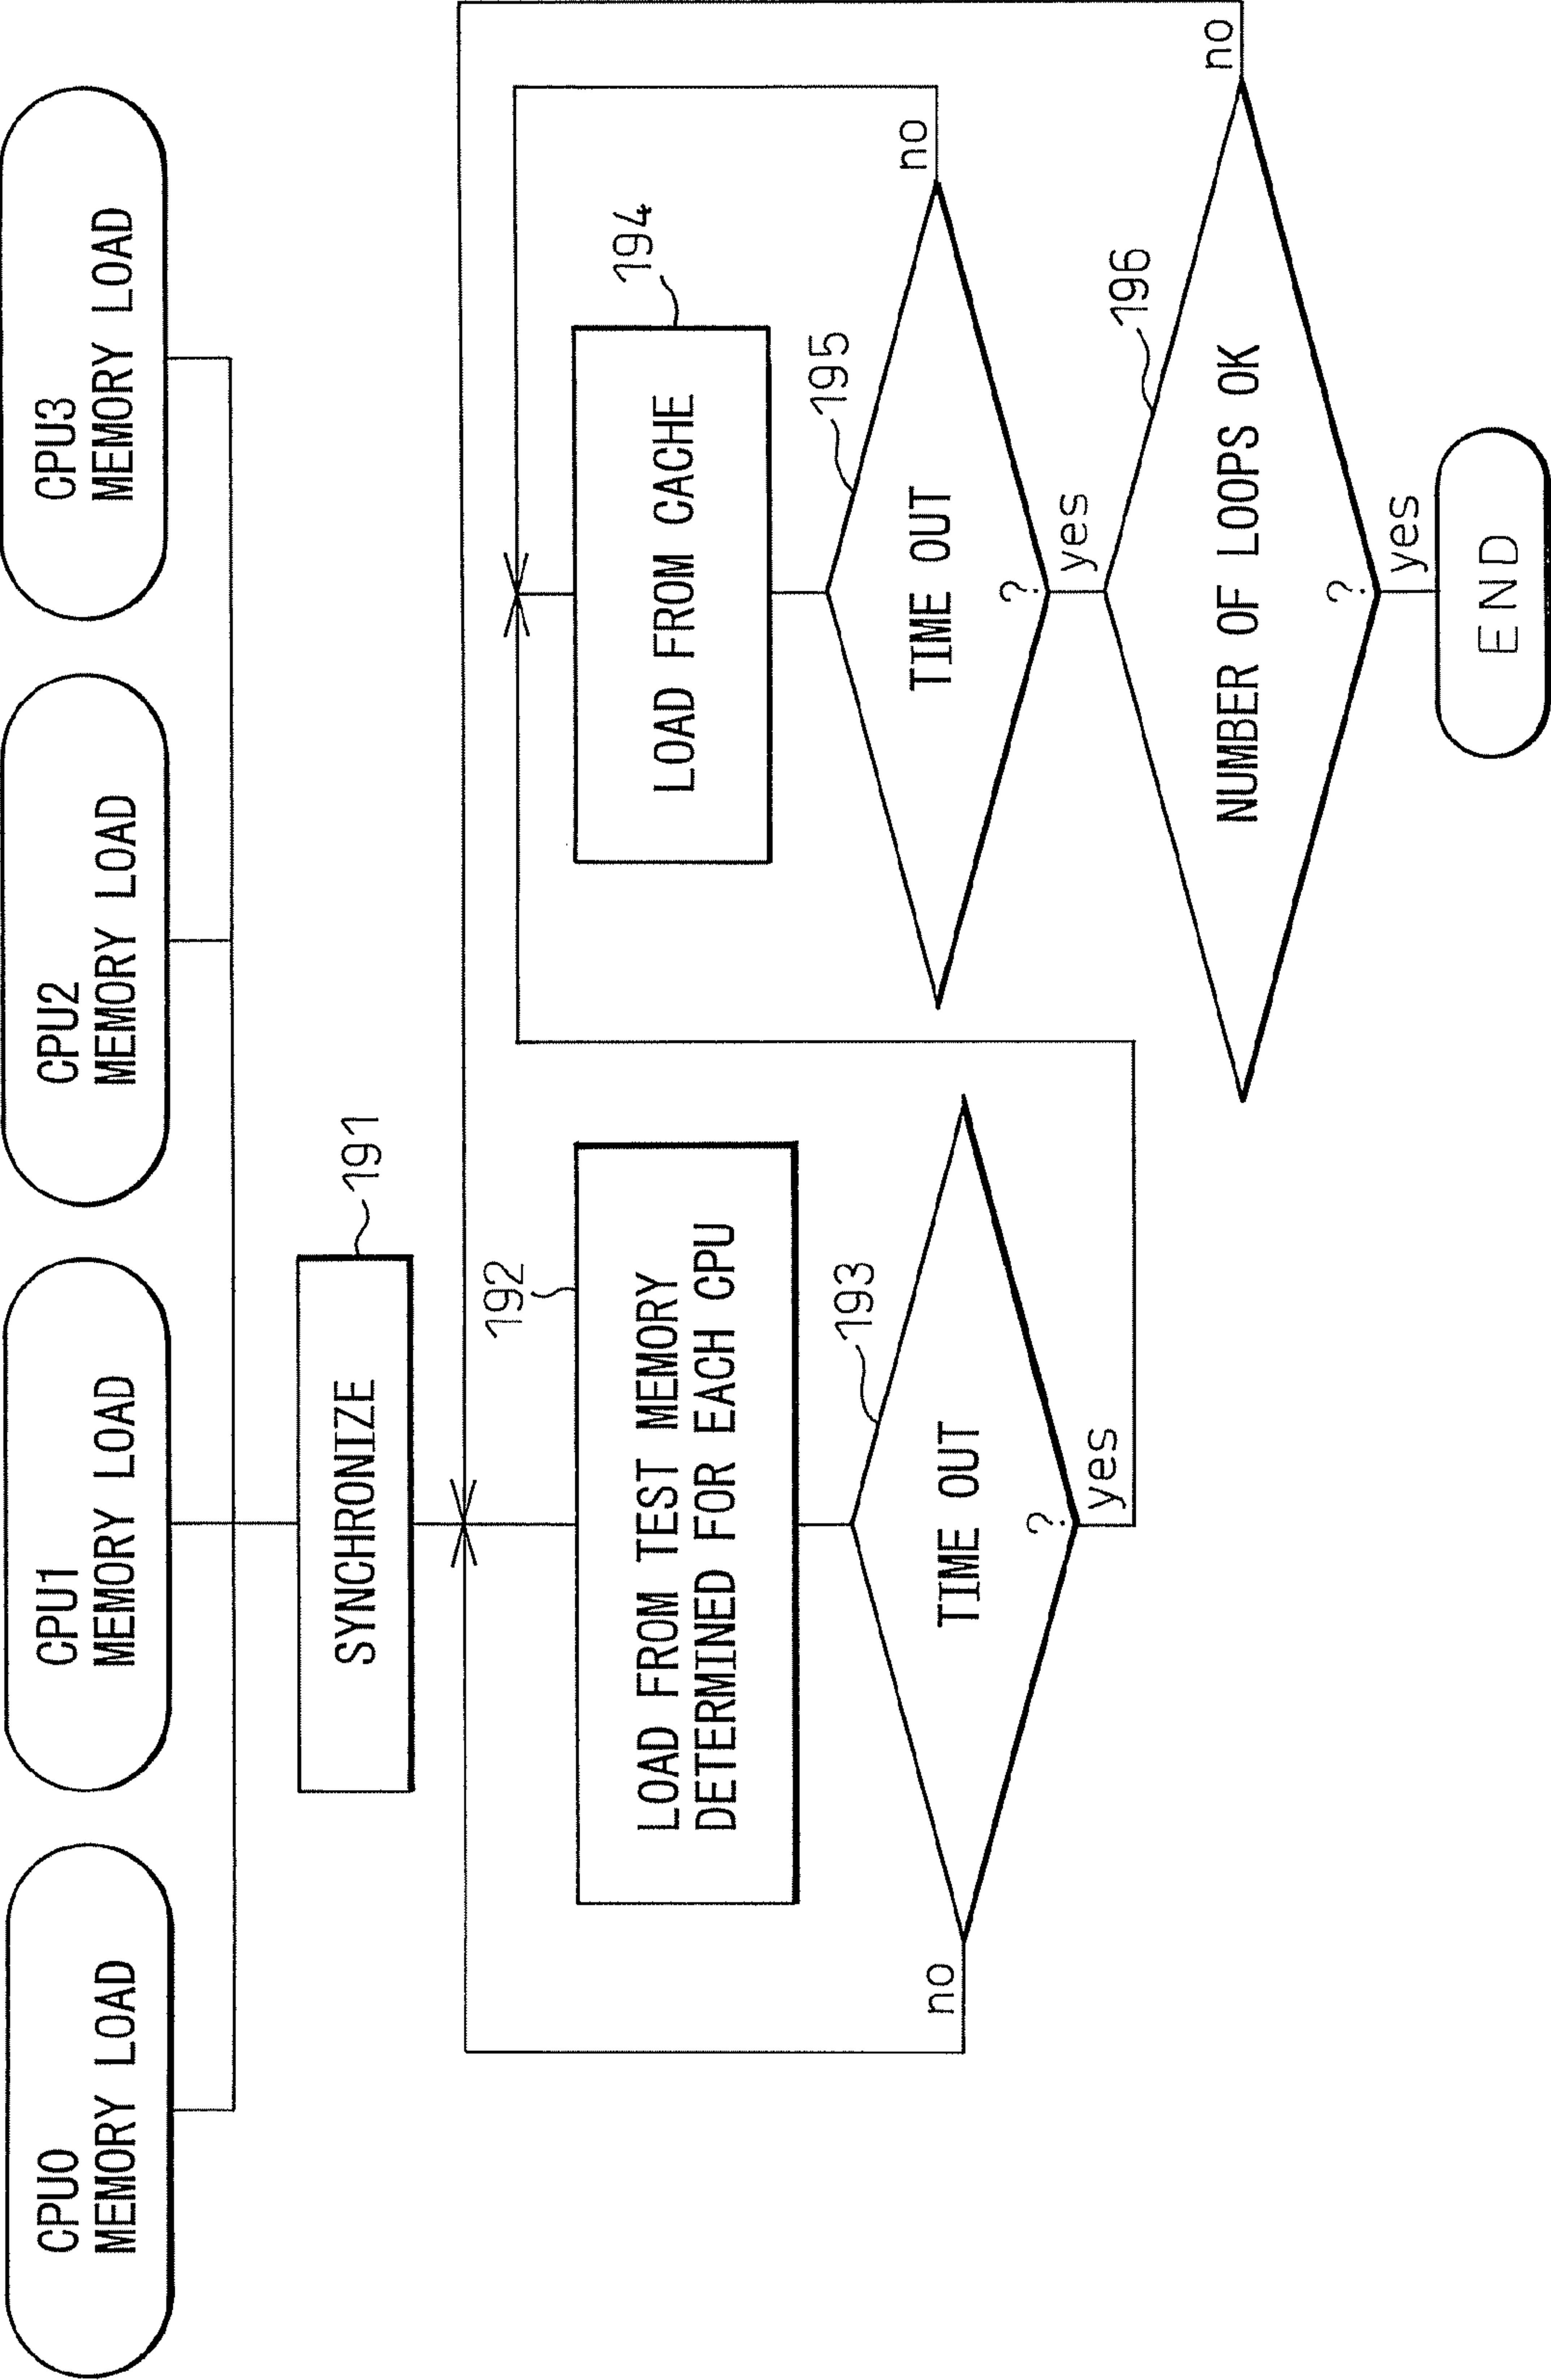 CPU0
MEMORY LOAD
CPU1
MEMORY LOAD
CPU2
MEMORY LOAD
CPU3
MEMORY LOAD
SYNCHRONIZE
191
192
LOAD FROM TEST MEMORY
DETERMINED FOR EACH CPU
193
TIME OUT
?
no
yes
194
LOAD FROM CACHE
195
TIME OUT
?
no
yes
196
NUMBER OF LOOPS OK
?
no
yes
END